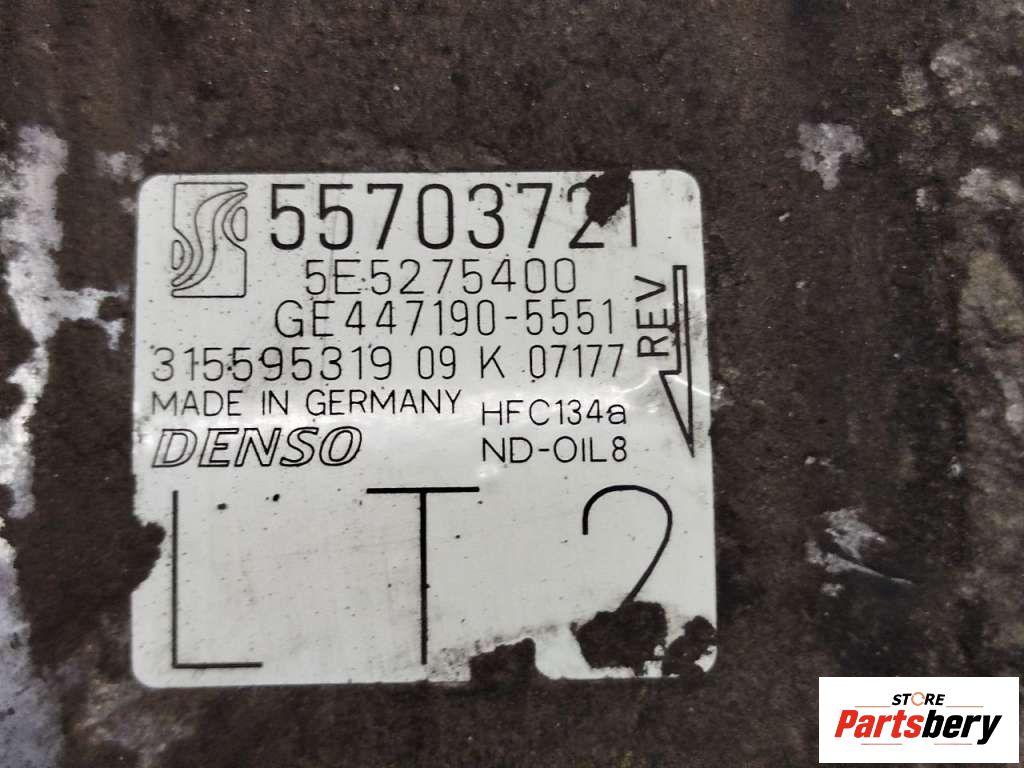 55703721
5E5275400
GE447190-5551
REV
315595319 09 K 07177
MADE IN GERMANY
HFC134a
DENSO
ND-OIL8
LT2
STORE
Partsbery